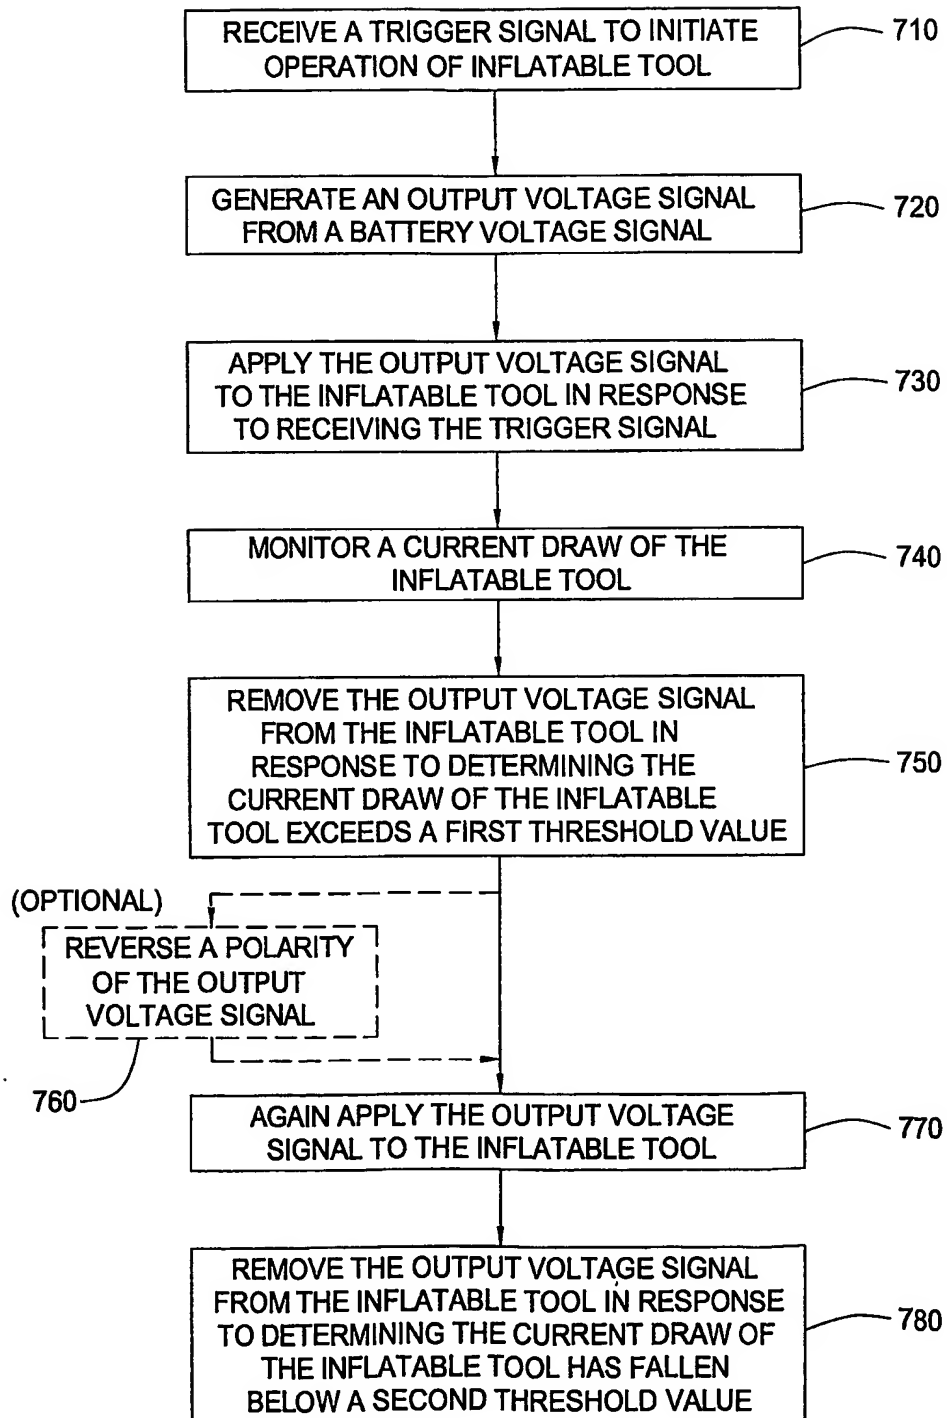 RECEIVE A TRIGGER SIGNAL TO INITIATE
OPERATION OF INFLATABLE TOOL
710
GENERATE AN OUTPUT VOLTAGE SIGNAL
FROM A BATTERY VOLTAGE SIGNAL
720
APPLY THE OUTPUT VOLTAGE SIGNAL
TO THE INFLATABLE TOOL IN RESPONSE
TO RECEIVING THE TRIGGER SIGNAL
730
MONITOR A CURRENT DRAW OF THE
INFLATABLE TOOL
740
REMOVE THE OUTPUT VOLTAGE SIGNAL
FROM THE INFLATABLE TOOL IN
RESPONSE TO DETERMINING THE
CURRENT DRAW OF THE INFLATABLE
TOOL EXCEEDS A FIRST THRESHOLD VALUE
750
(OPTIONAL)
REVERSE A POLARITY
OF THE OUTPUT
VOLTAGE SIGNAL
760
AGAIN APPLY THE OUTPUT VOLTAGE
SIGNAL TO THE INFLATABLE TOOL
770
REMOVE THE OUTPUT VOLTAGE SIGNAL
FROM THE INFLATABLE TOOL IN RESPONSE
TO DETERMINING THE CURRENT DRAW OF
THE INFLATABLE TOOL HAS FALLEN
BELOW A SECOND THRESHOLD VALUE
780